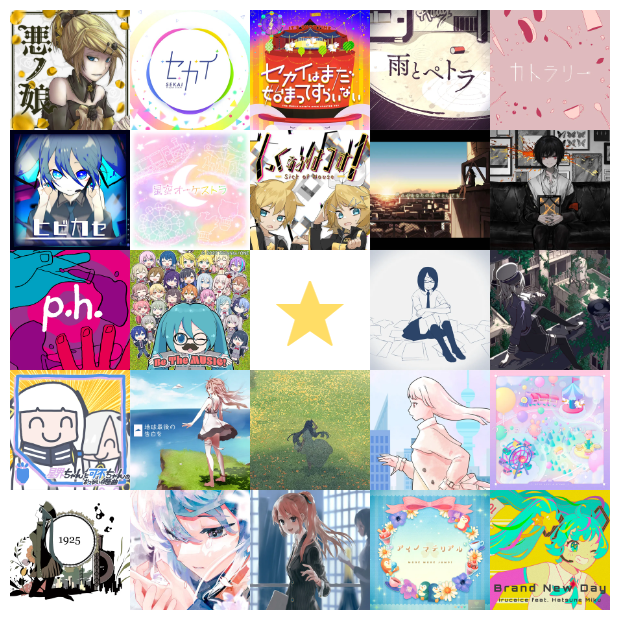 悪ノ娘
セカイ
SEKAI
セカイはまだ
始まってすらいない
雨とペトラ
カトラリー
ヒビカセ
星空オーケストラ
Sick of House
p.h.
Be The MUSIC!
地球最後の
告白を
1925
Brand New Day
irucaice feat. Hatsune Miku